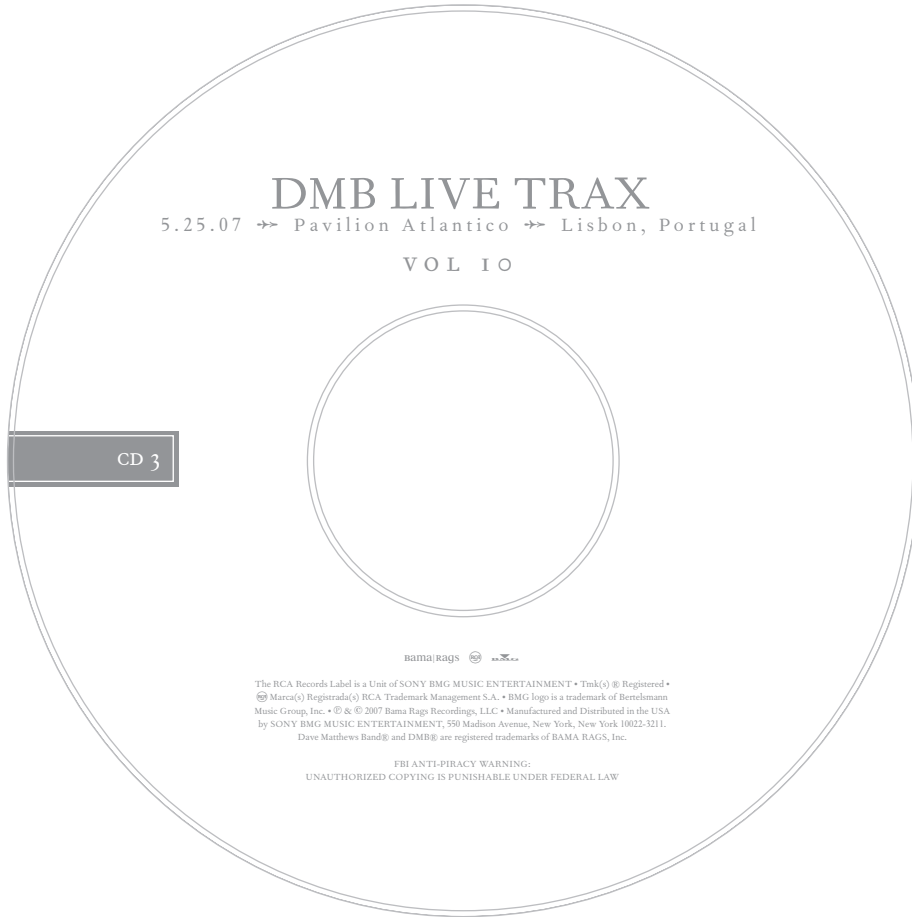 DMB LIVE TRAX
5.25.07 ➳ Pavilion Atlantico ➳ Lisbon, Portugal
VOL 10
CD 3
Bama|Rags RCA BMG
The RCA Records Label is a Unit of SONY BMG MUSIC ENTERTAINMENT • Tmk(s) ® Registered •
RCA Marca(s) Registrada(s) RCA Trademark Management S.A. • BMG logo is a trademark of Bertelsmann
Music Group, Inc. • ℗ & © 2007 Bama Rags Recordings, LLC • Manufactured and Distributed in the USA
by SONY BMG MUSIC ENTERTAINMENT, 550 Madison Avenue, New York, New York 10022-3211.
Dave Matthews Band® and DMB® are registered trademarks of BAMA RAGS, Inc.
FBI ANTI-PIRACY WARNING:
UNAUTHORIZED COPYING IS PUNISHABLE UNDER FEDERAL LAW